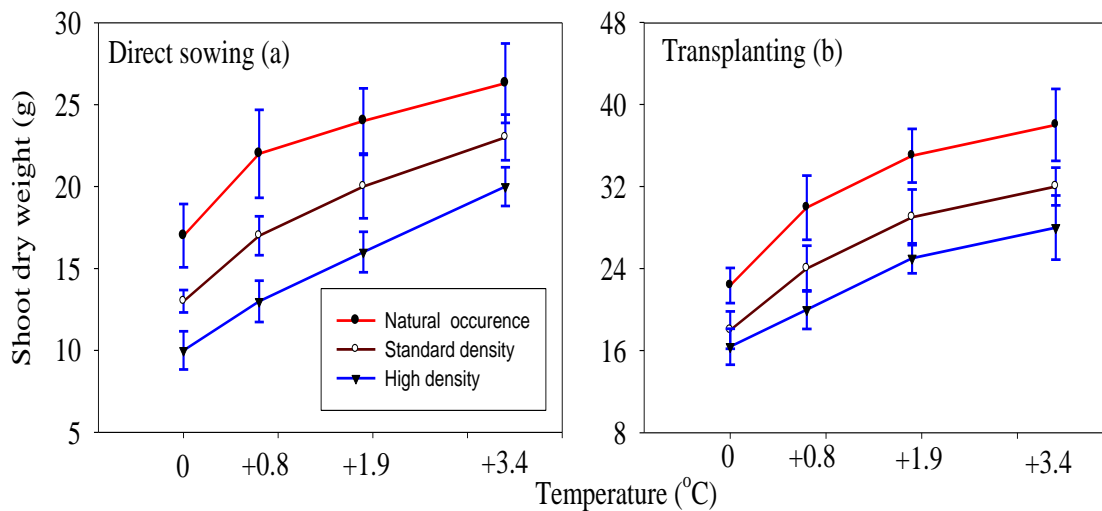 Direct sowing (a)
Transplanting (b)
Shoot dry weight (g)
30
25
20
15
10
5
48
40
32
24
16
8
Natural occurence
Standard density
High density
0 +0.8 +1.9 +3.4
0 +0.8 +1.9 +3.4
Temperature (°C)